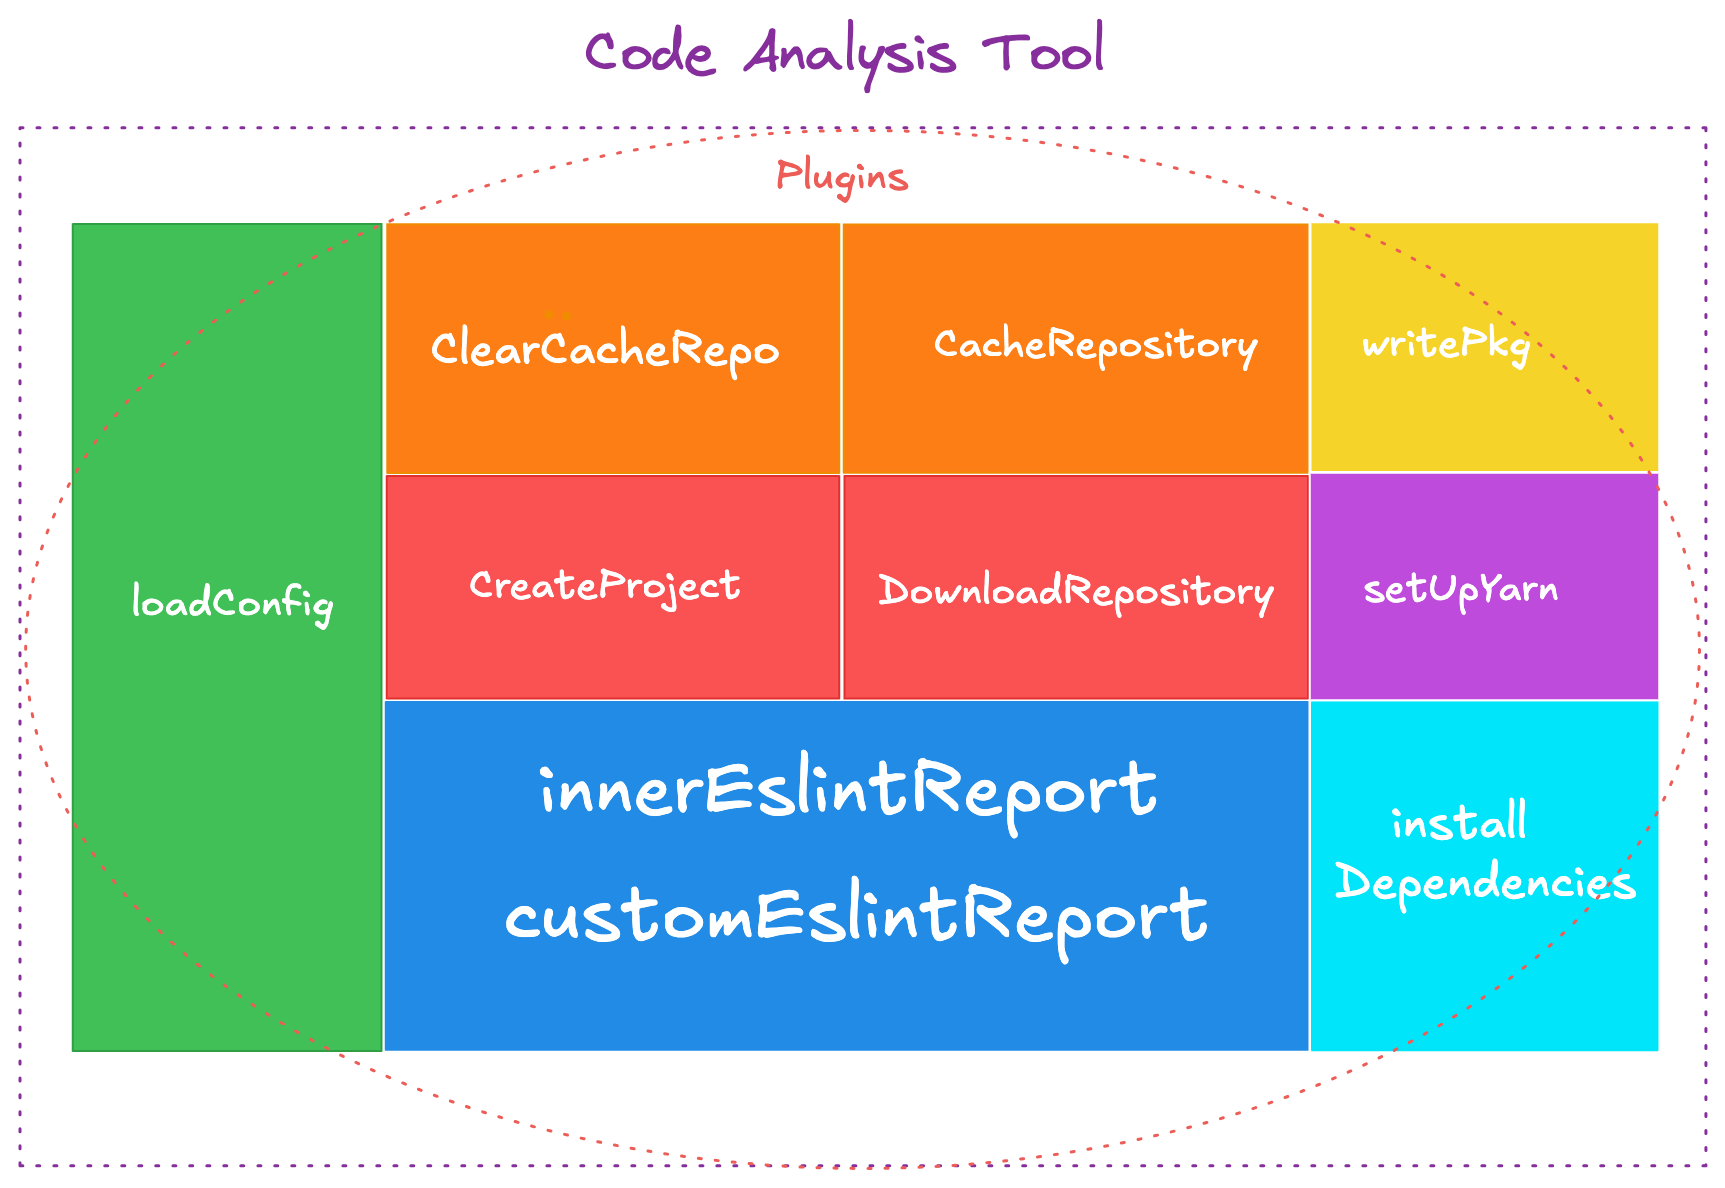 Code Analysis Tool
Plugins
ClearCacheRepo
CacheRepository
writePkg
loadConfig
CreateProject
DownloadRepository
setUpYarn
innerEslintReport
customEslintReport
install
Dependencies